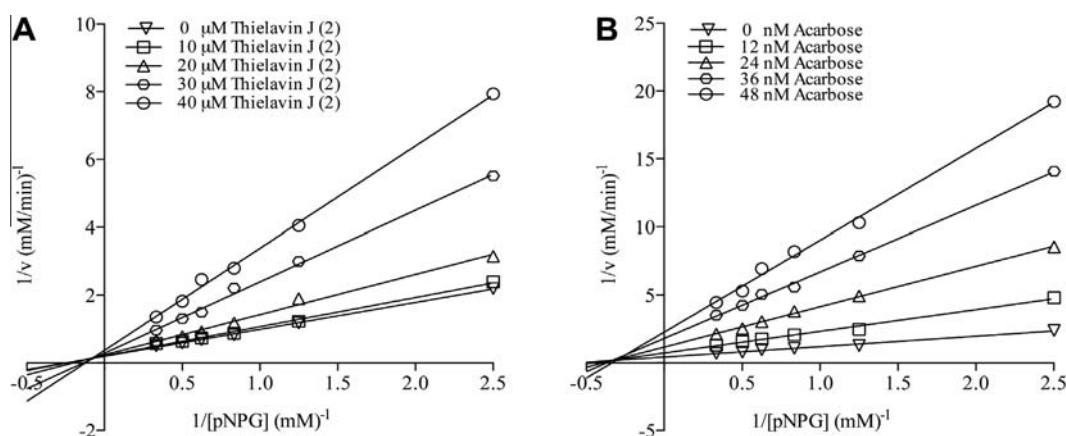 A
10
8
6
4
2
-2
1/v (mM/min)-1
0 μM Thielavin J (2)
10 μM Thielavin J (2)
20 μM Thielavin J (2)
30 μM Thielavin J (2)
40 μM Thielavin J (2)
-0.5 0.5 1.0 1.5 2.0 2.5
1/[pNPG] (mM)-1
B
25
20
15
10
5
-5
1/v (mM/min)-1
0 nM Acarbose
12 nM Acarbose
24 nM Acarbose
36 nM Acarbose
48 nM Acarbose
-0.5 0.5 1.0 1.5 2.0 2.5
1/[pNPG] (mM)-1